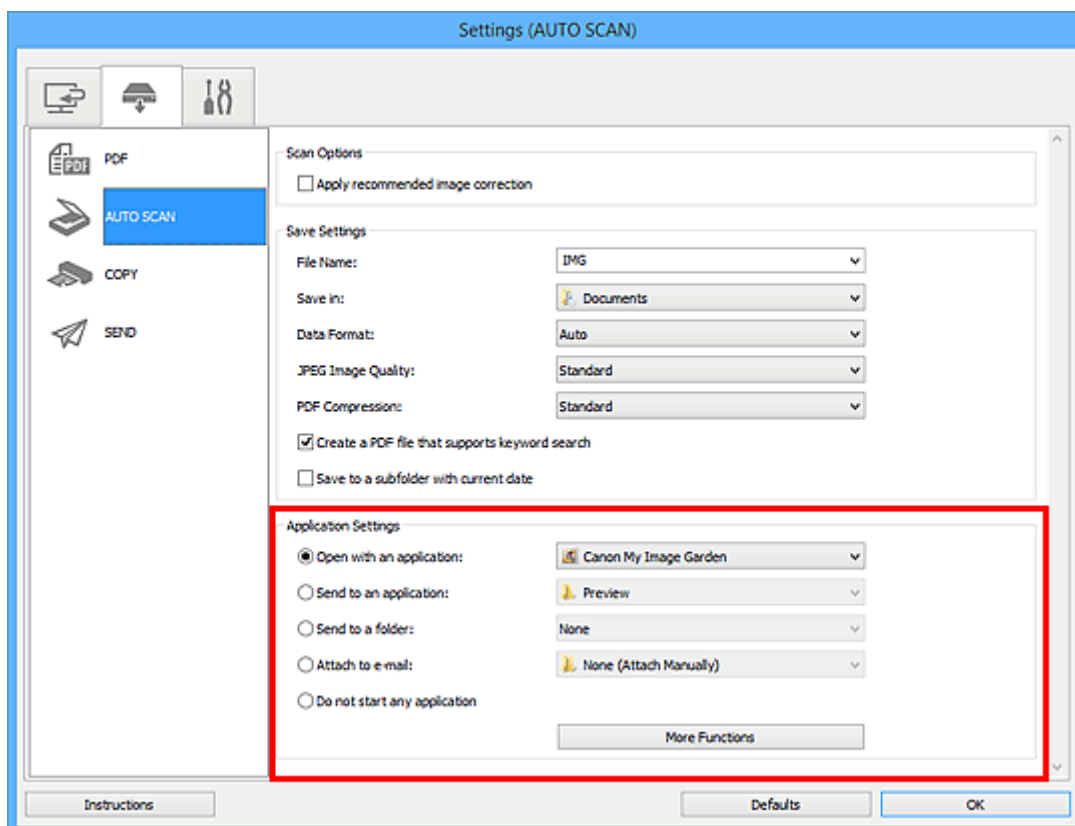 Settings (AUTO SCAN)
PDF
PDF
AUTO SCAN
COPY
SEND
Scan Options
Apply recommended image correction
Save Settings
File Name: IMG
Save in: Documents
Data Format: Auto
JPEG Image Quality: Standard
PDF Compression: Standard
Create a PDF file that supports keyword search
Save to a subfolder with current date
Application Settings
Open with an application: Canon My Image Garden
Send to an application: Preview
Send to a folder: None
Attach to e-mail: None (Attach Manually)
Do not start any application
More Functions
Instructions Defaults OK